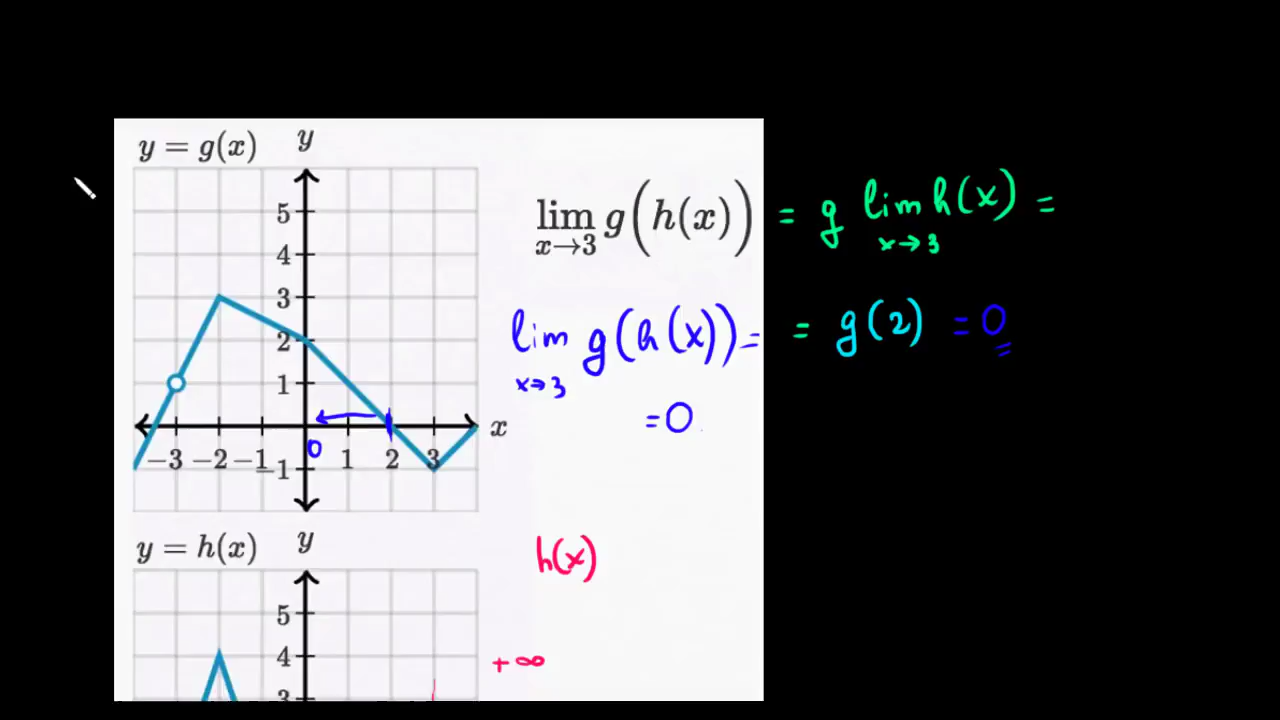 y = g(x) y
5
4
3
2
1
−3 −2 −1 0 1 2 3 x
−1
lim x→3 g(h(x)) = g lim x→3 h(x) =
lim x→3 g(h(x)) = = g(2) = 0
= 0
y = h(x) y
h(x)
5
4 +∞
3